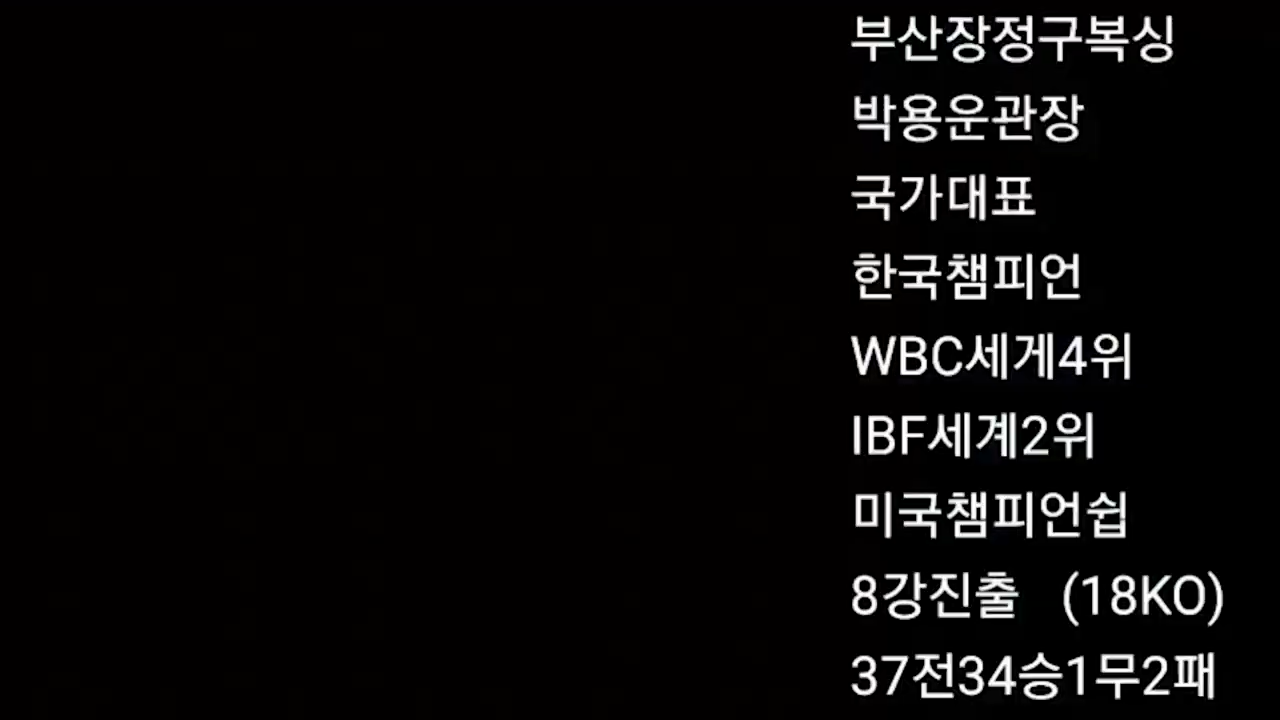 부산장정구복싱
박용운관장
국가대표
한국챔피언
WBC세게4위
IBF세계2위
미국챔피언쉽
8강진출 (18KO)
37전34승1무2패